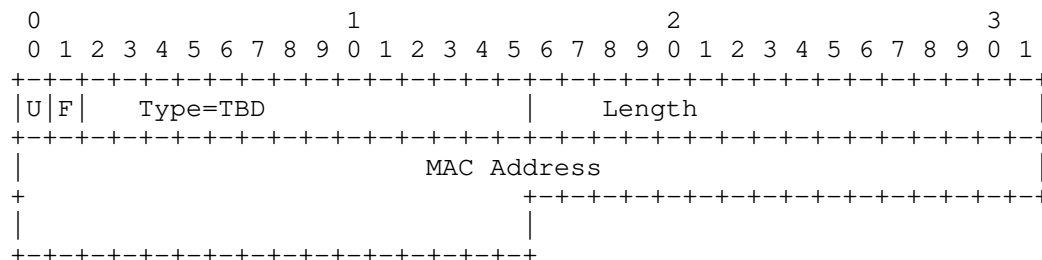 0                   1                   2                   3
 0 1 2 3 4 5 6 7 8 9 0 1 2 3 4 5 6 7 8 9 0 1 2 3 4 5 6 7 8 9 0 1
+-+-+-+-+-+-+-+-+-+-+-+-+-+-+-+-+-+-+-+-+-+-+-+-+-+-+-+-+-+-+-+-+
|U|F|   Type=TBD                |    Length                     |
+-+-+-+-+-+-+-+-+-+-+-+-+-+-+-+-+-+-+-+-+-+-+-+-+-+-+-+-+-+-+-+-+
|                         MAC Address                           |
+                               +-+-+-+-+-+-+-+-+-+-+-+-+-+-+-+-+
|                               |
+-+-+-+-+-+-+-+-+-+-+-+-+-+-+-+-+